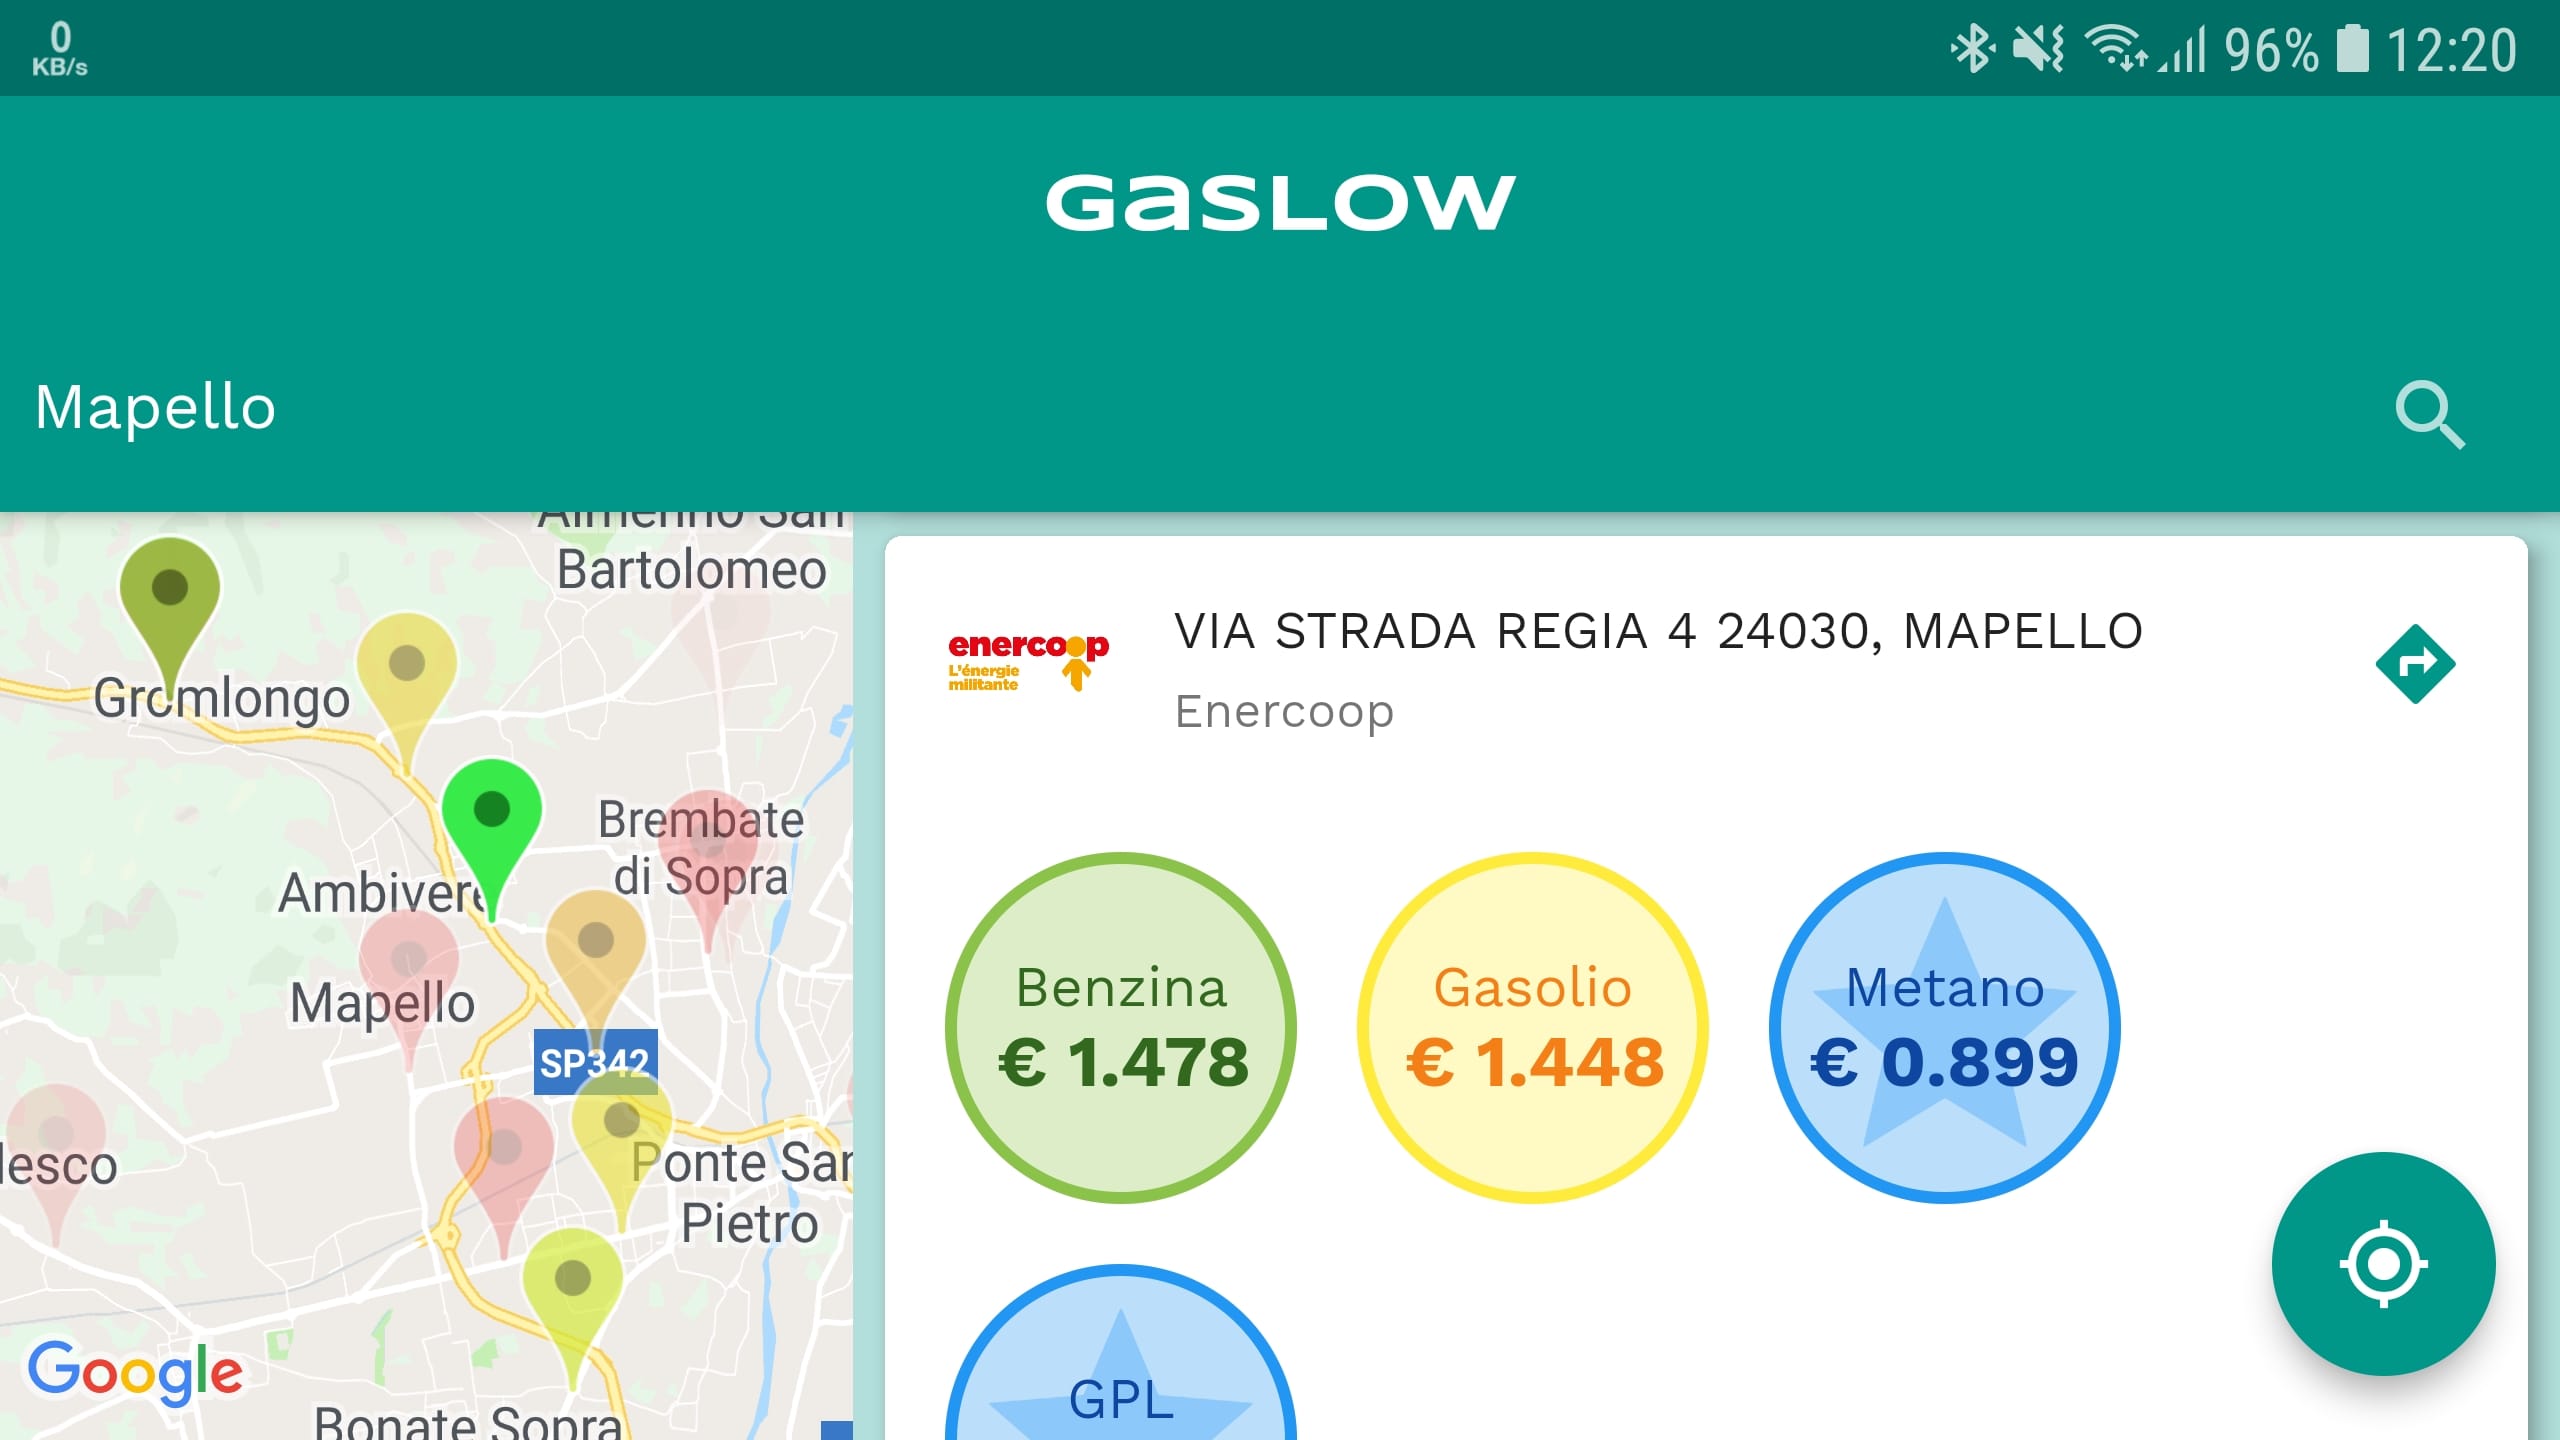 0
KB/s
96%
12:20
GASLOW
Mapello
Almenno San
Bartolomeo
Gromlongo
Brembate
di Sopra
Ambivere
Mapello
SP342
lesco
Ponte San
Pietro
Google
Bonate Sopra
enercoop
L'énergie
militante
VIA STRADA REGIA 4 24030, MAPELLO
Enercoop
Benzina
€ 1.478
Gasolio
€ 1.448
Metano
€ 0.899
GPL